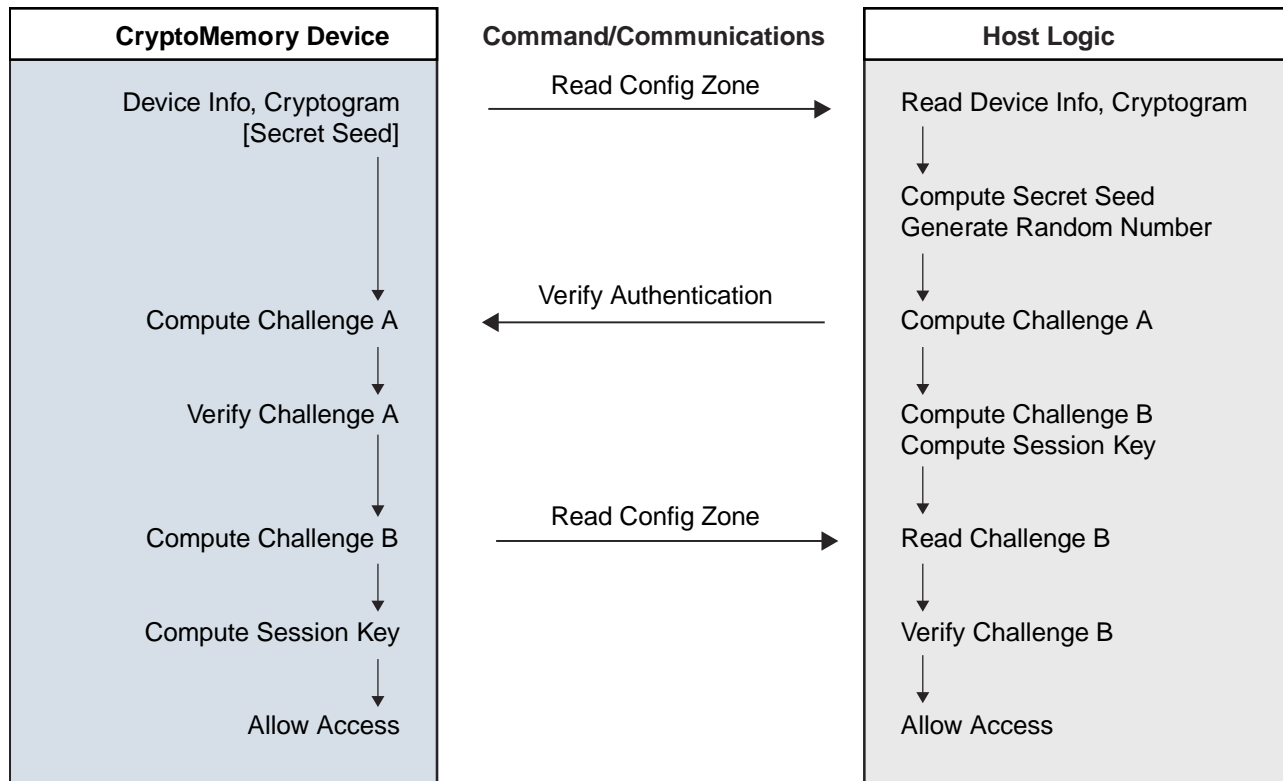 CryptoMemory Device
Command/Communications
Host Logic
Device Info, Cryptogram
[Secret Seed]
Read Config Zone
Read Device Info, Cryptogram
Compute Secret Seed
Generate Random Number
Compute Challenge A
Verify Authentication
Compute Challenge A
Verify Challenge A
Compute Challenge B
Compute Session Key
Compute Challenge B
Read Config Zone
Read Challenge B
Compute Session Key
Verify Challenge B
Allow Access
Allow Access